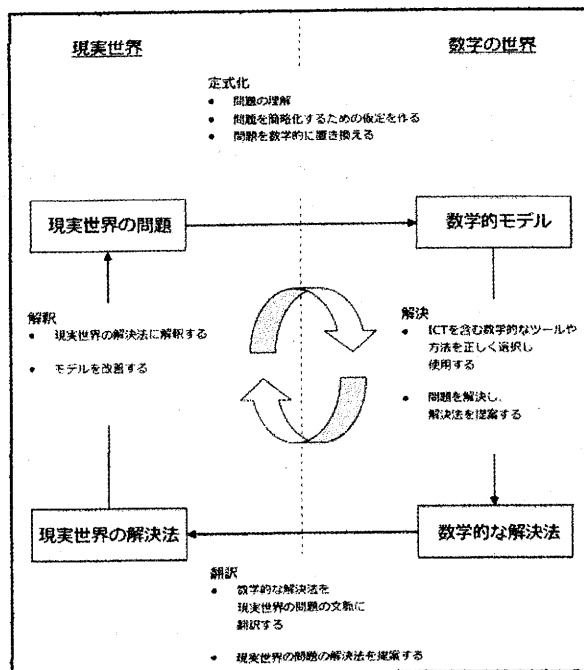 現実世界
数学の世界
定式化
● 問題の理解
● 問題を簡略化するための仮定を作る
● 問題を数学的に置き換える
現実世界の問題
数学的モデル
解釈
● 現実世界の解決法に解釈する
● モデルを改善する
解決
● ICTを含む数学的なツールや
方法を正しく選択し
使用する
● 問題を解決し、
解決法を提案する
現実世界の解決法
数学的な解決法
翻訳
● 数学的な解決法を
現実世界の問題の文脈に
翻訳する
● 現実世界の問題の解決法を提案する